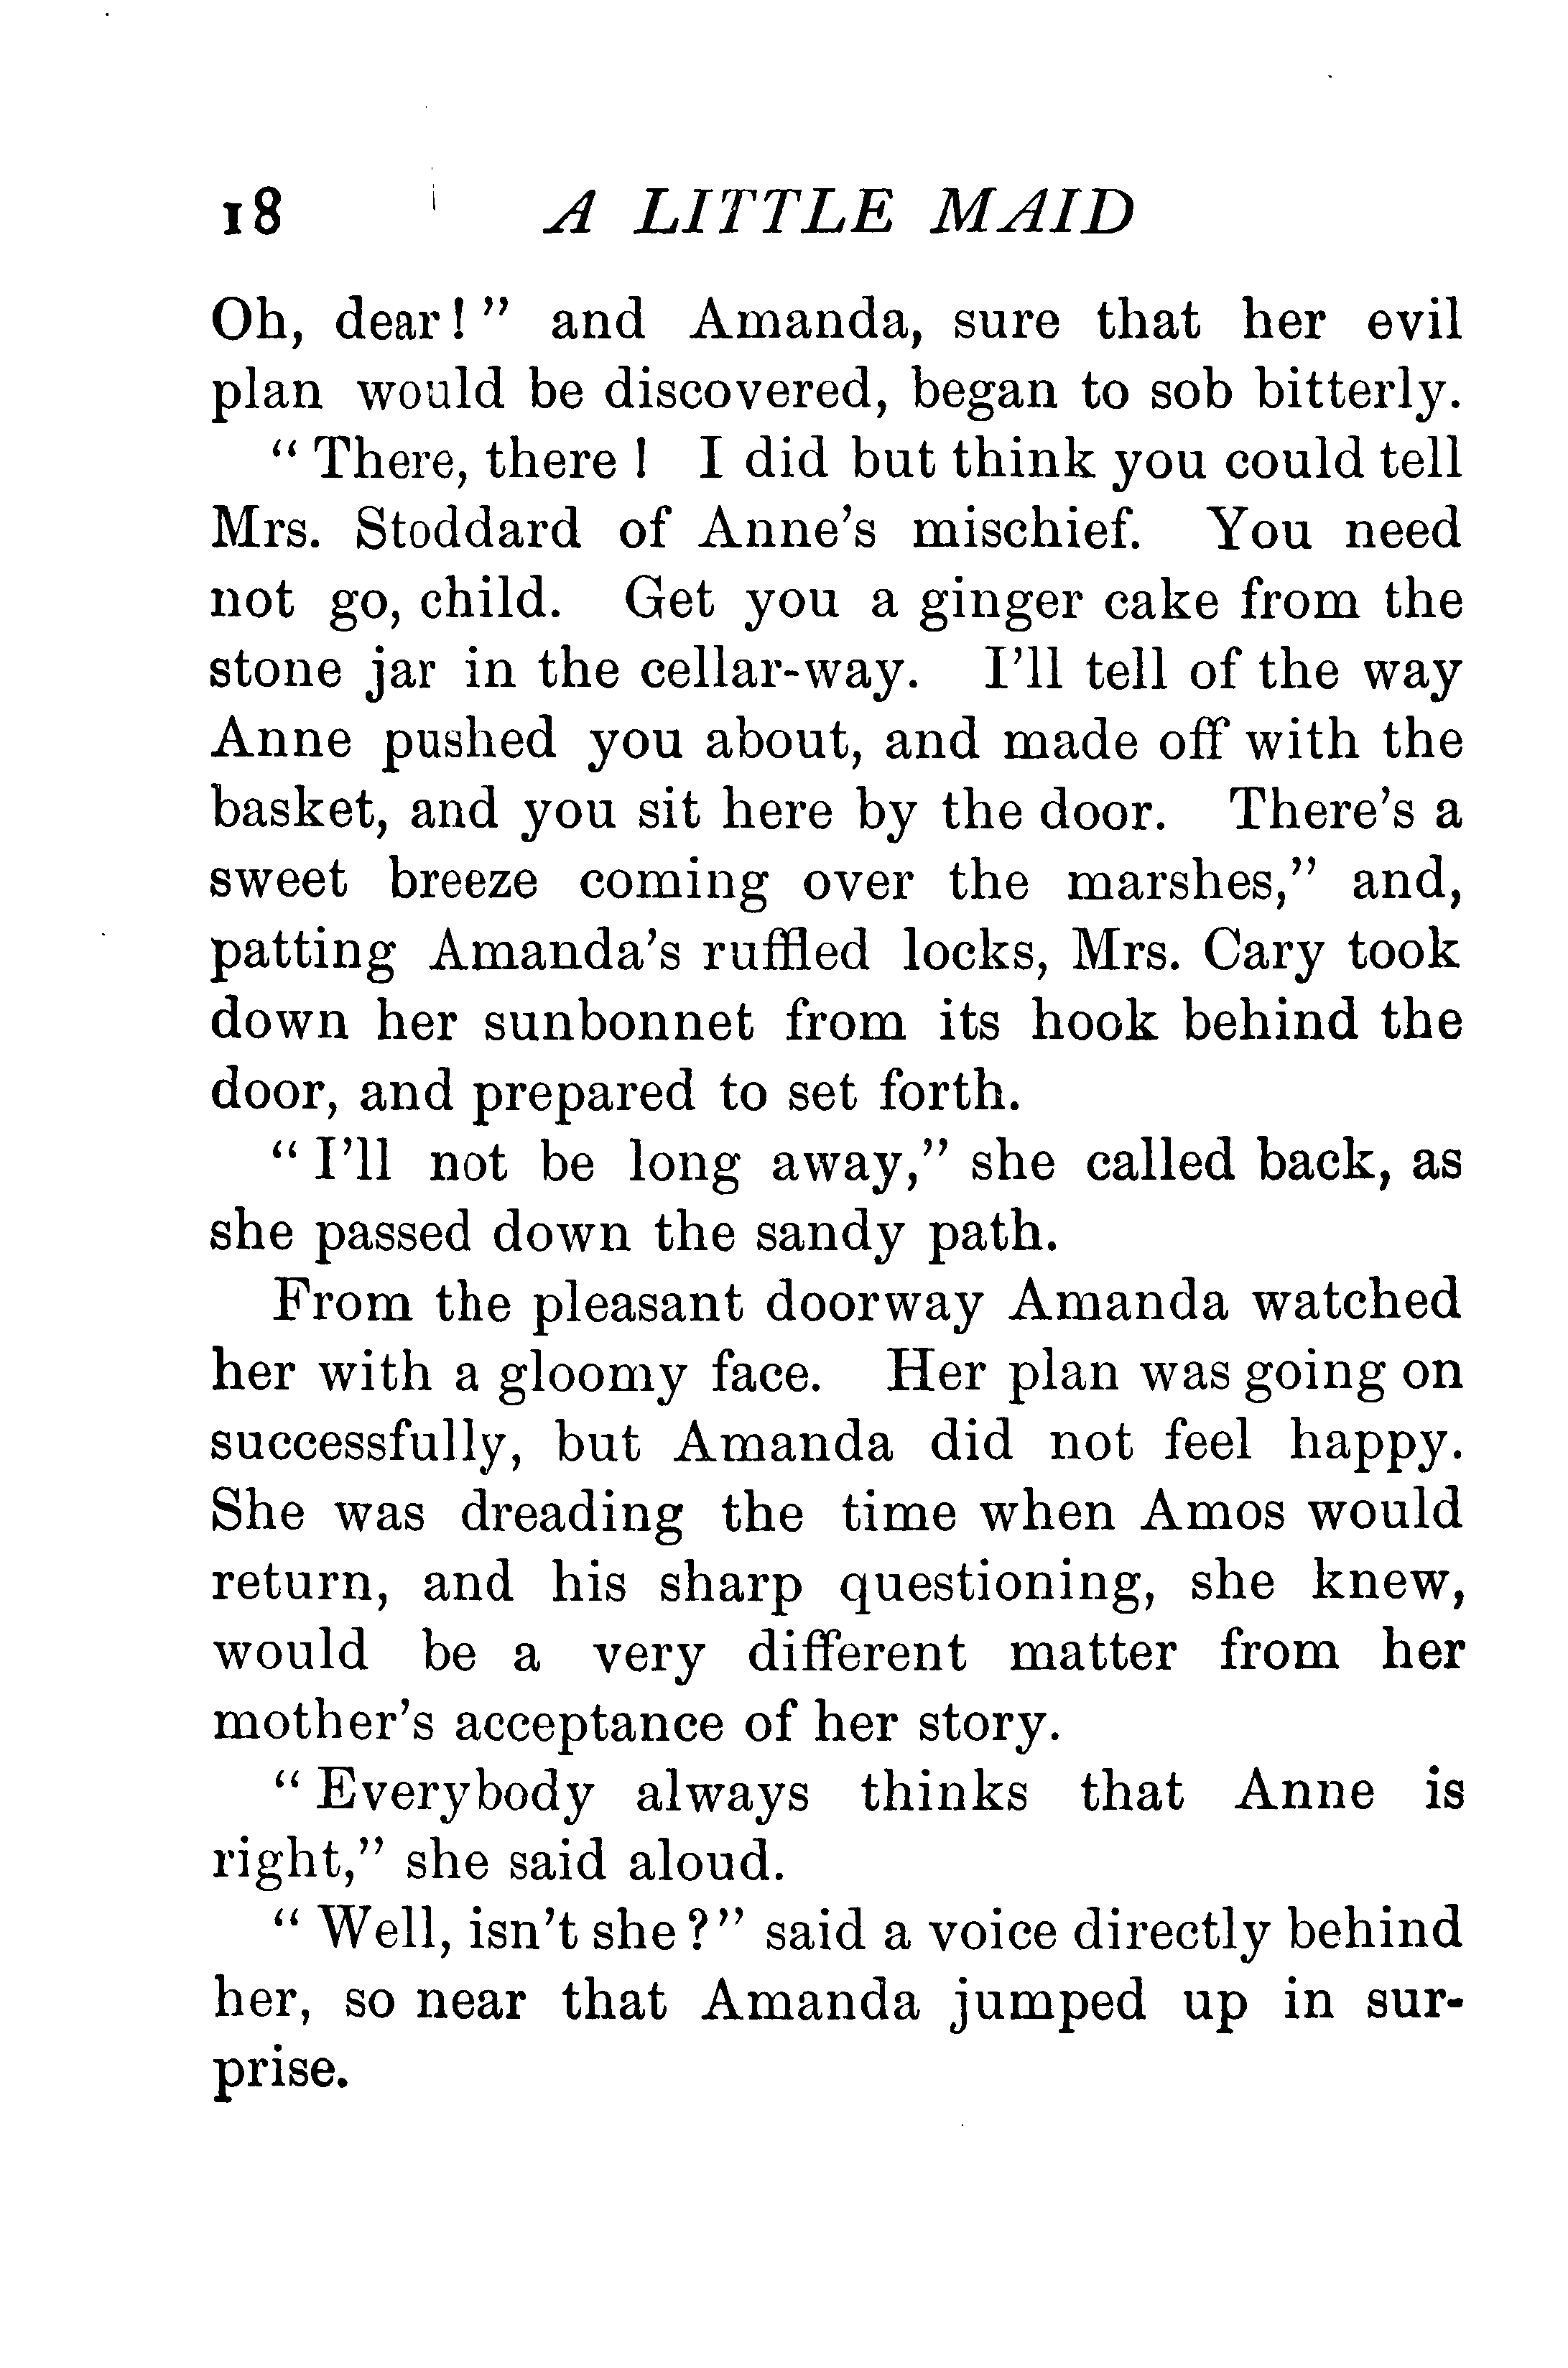 18 A LITTLE MAID
Oh, dear!" and Amanda, sure that her evil
plan would be discovered, began to sob bitterly.
"There, there! I did but think you could tell
Mrs. Stoddard of Anne's mischief. You need
not go, child. Get you a ginger cake from the
stone jar in the cellar-way. I'll tell of the way
Anne pushed you about, and made off with the
basket, and you sit here by the door. There's a
sweet breeze coming over the marshes," and,
patting Amanda's ruffled locks, Mrs. Cary took
down her sunbonnet from its hook behind the
door, and prepared to set forth.
"I'll not be long away," she called back, as
she passed down the sandy path.
From the pleasant doorway Amanda watched
her with a gloomy face. Her plan was going on
successfully, but Amanda did not feel happy.
She was dreading the time when Amos would
return, and his sharp questioning, she knew,
would be a very different matter from her
mother's acceptance of her story.
"Everybody always thinks that Anne is
right," she said aloud.
"Well, isn't she?" said a voice directly behind
her, so near that Amanda jumped up in sur-
prise.